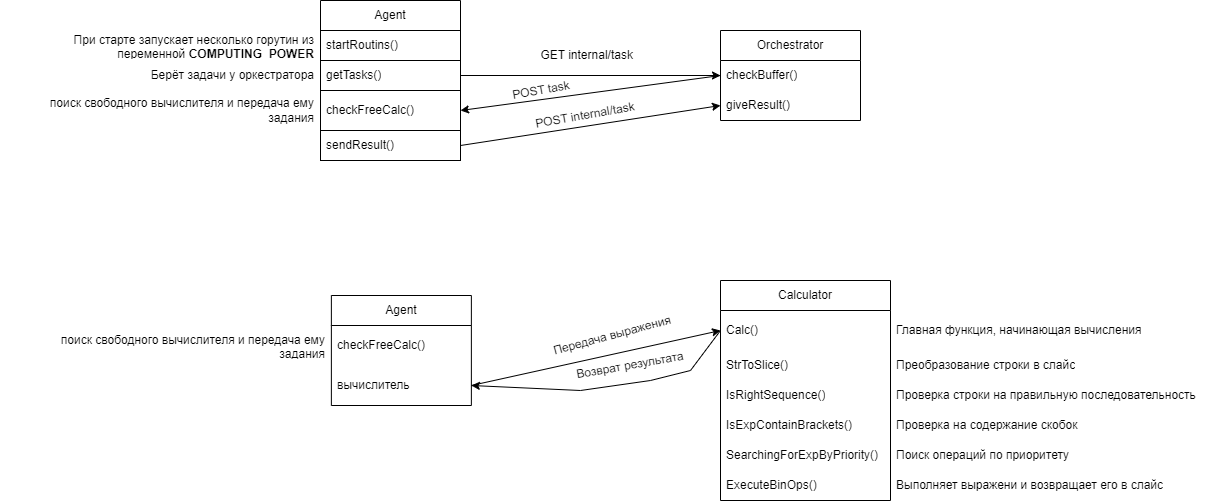 Agent
При старте запускает несколько горутин из
переменной COMPUTING POWER
startRoutins()
GET internal/task
Orchestrator
Берёт задачи у оркестратора
getTasks()
checkBuffer()
POST task
поиск свободного вычислителя и передача ему
задания
checkFreeCalc()
POST internal/task
giveResult()
sendResult()
Agent
Calculator
поиск свободного вычислителя и передача ему
задания
checkFreeCalc()
Передача выражения
Calc()
Главная функция, начинающая вычисления
Возврат результата
StrToSlice()
Преобразование строки в слайс
вычислитель
IsRightSequence()
Проверка строки на правильную последовательность
IsExpContainBrackets()
Проверка на содержание скобок
SearchingForExpByPriority()
Поиск операций по приоритету
ExecuteBinOps()
Выполняет выражени и возвращает его в слайс